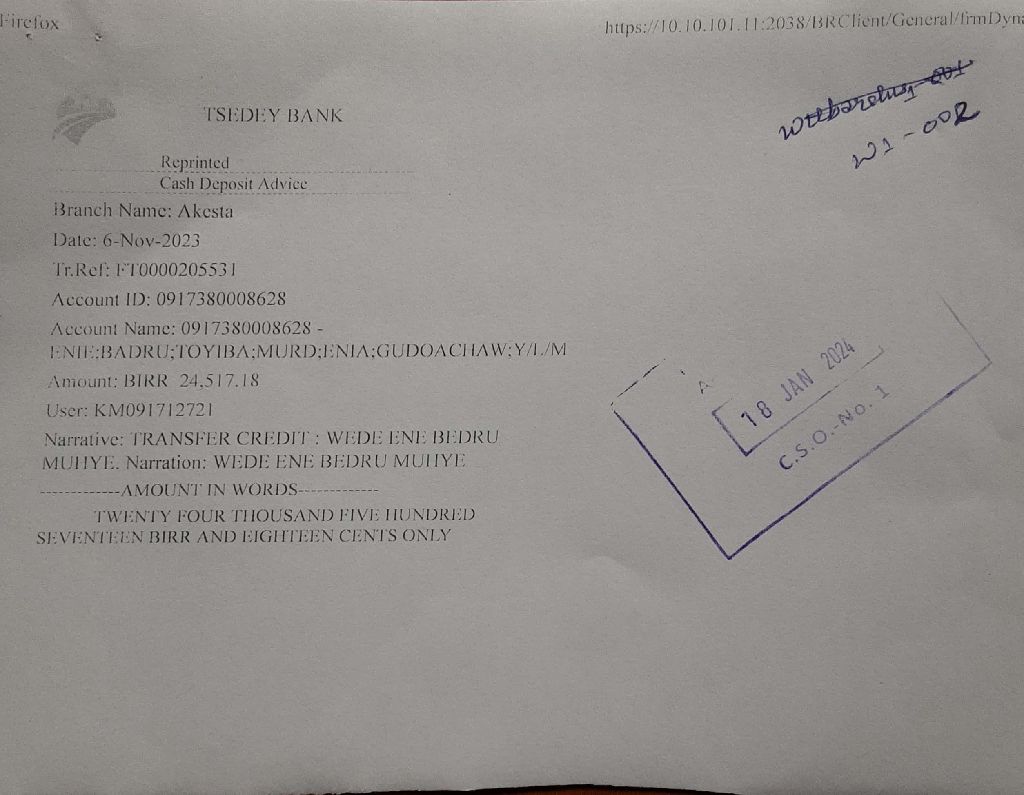 Firefox
https://10.10.101.11:2038/BRClient/General/frmDyna
TSEDEY BANK
Reprinted
Cash Deposit Advice
Branch Name: Akesta
Date: 6-Nov-2023
Tr.Ref: FT0000205531
Account ID: 0917380008628
Account Name: 0917380008628 -
ENIE;BADRU;TOYIBA;MURD;ENIA;GUDOACHAW;Y/L/M
Amount: BIRR 24,517.18
User: KM091712721
Narrative: TRANSFER CREDIT : WEDE ENE BEDRU
MUHYE. Narration: WEDE ENE BEDRU MUHYE
-------------AMOUNT IN WORDS-------------
TWENTY FOUR THOUSAND FIVE HUNDRED
SEVENTEEN BIRR AND EIGHTEEN CENTS ONLY
18 JAN 2024
C.S.O.-No. 1